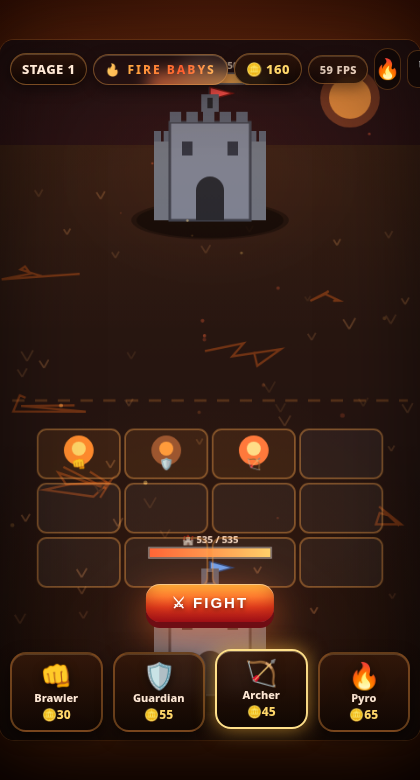 STAGE 1
FIRE BABYS
160
59 FPS
535 / 535
FIGHT
Brawler
Guardian
Archer
Pyro
30
55
45
65